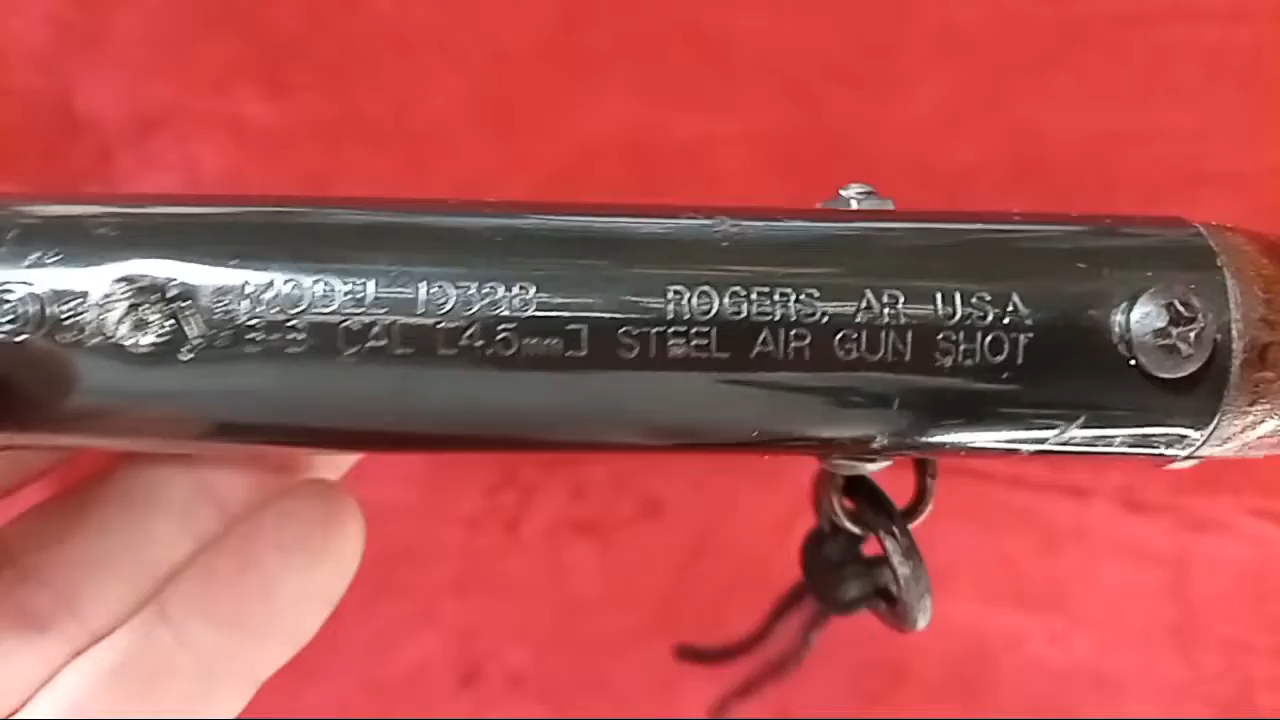 MODEL 1938B ROGERS, AR. U.S.A
B-B CAL [4.5mm] STEEL AIR GUN SHOT